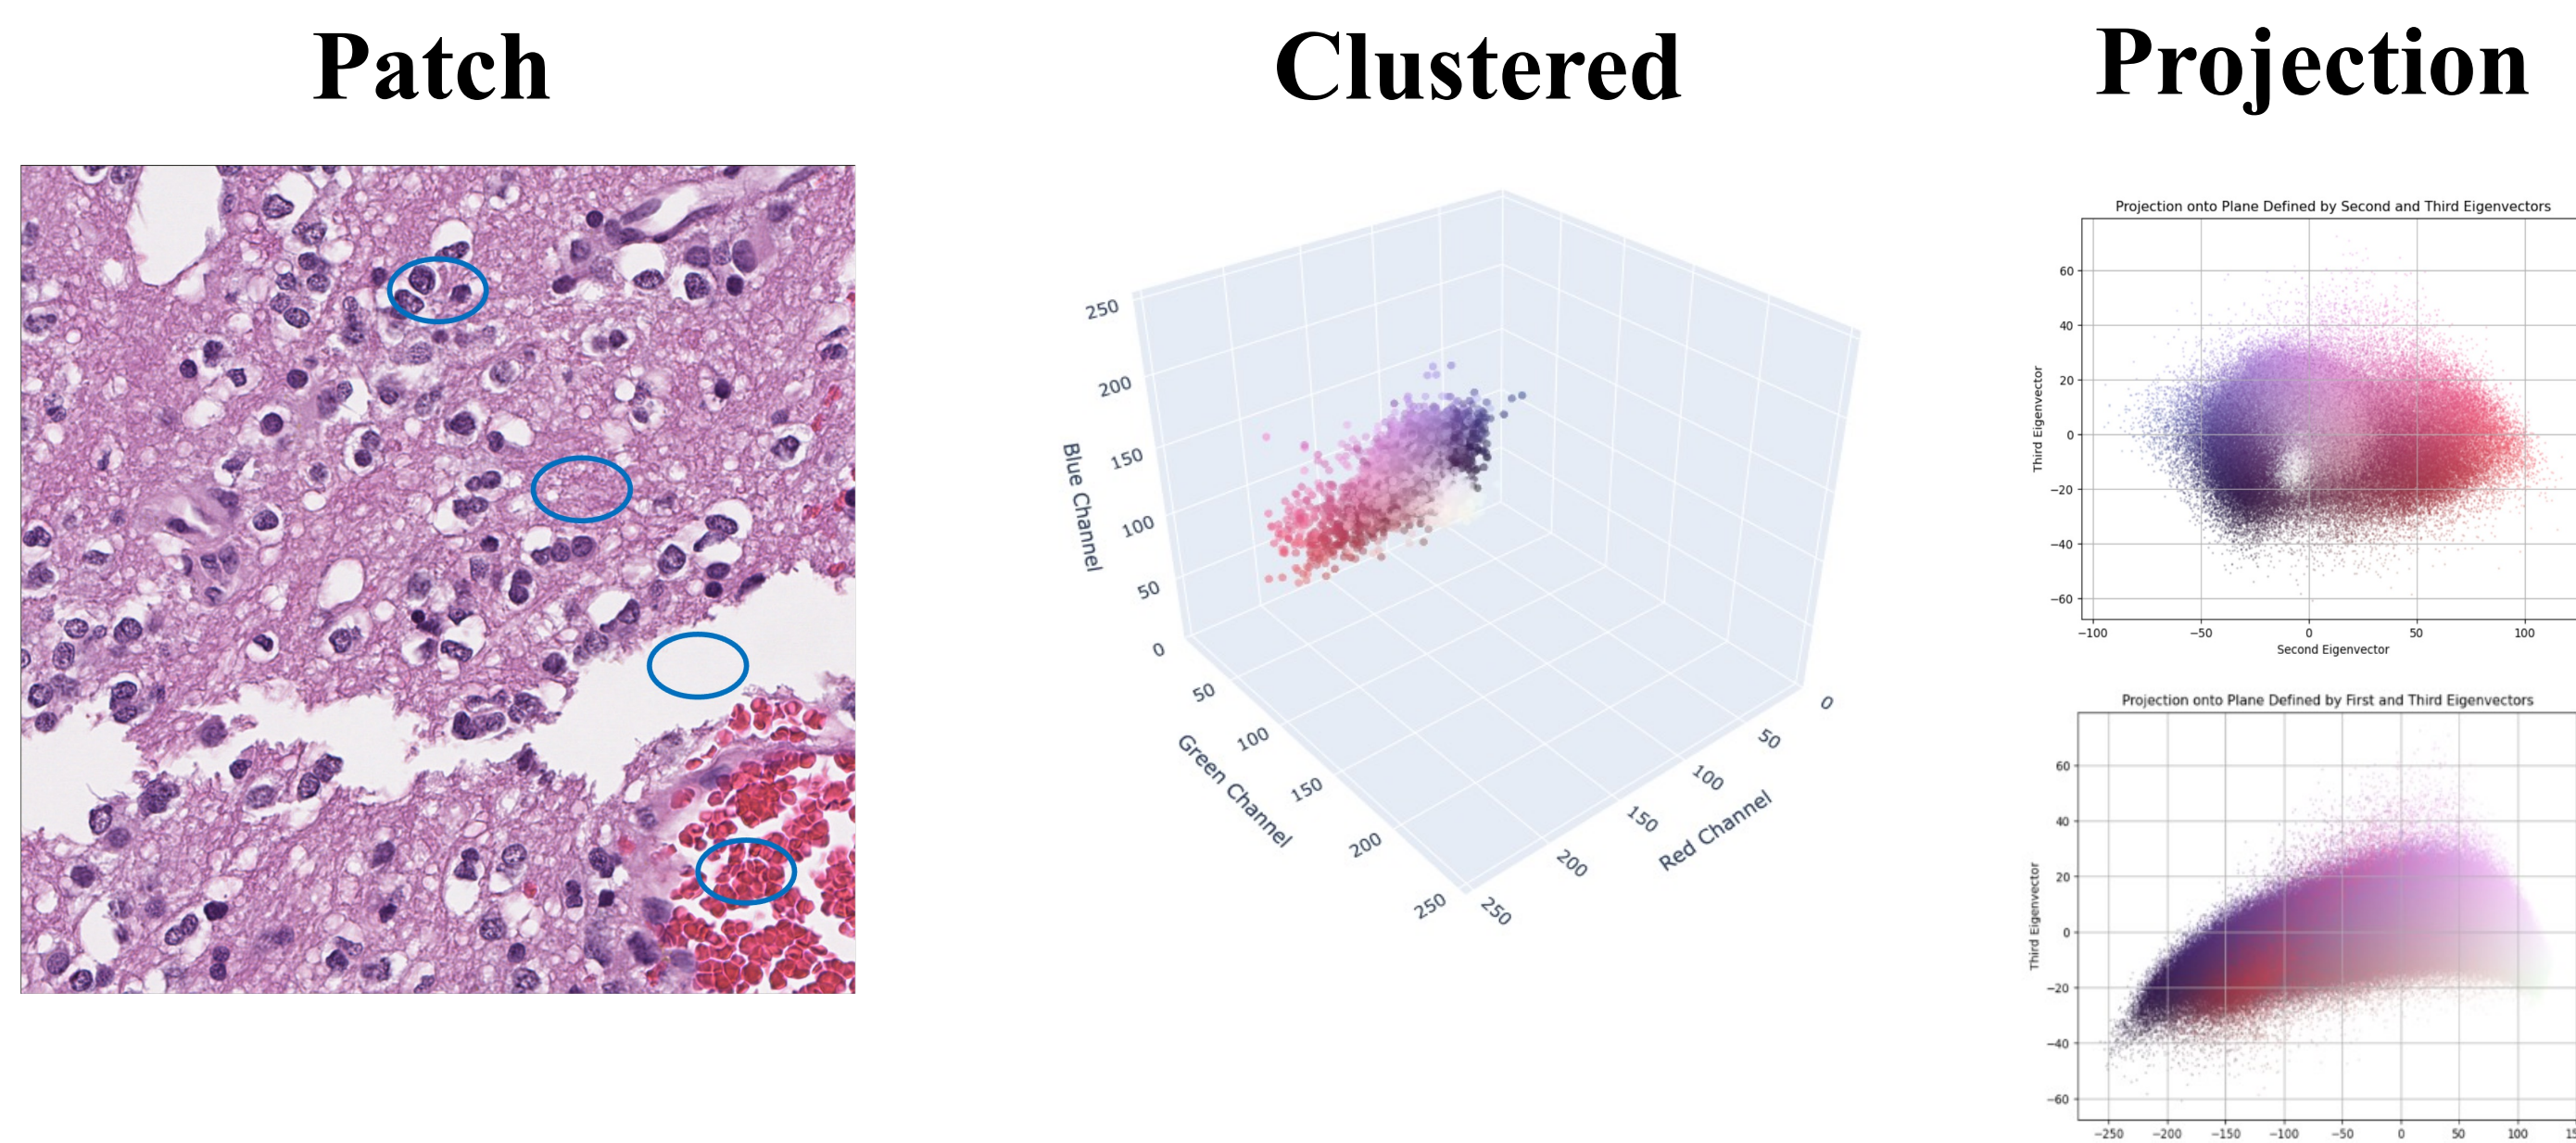 Patch
Clustered
Projection
250
200
150
100
50
0
Blue Channel
50
100
150
200
250
Green Channel
250
200
150
100
50
0
Red Channel
Projection onto Plane Defined by Second and Third Eigenvectors
60
40
20
0
−20
−40
−60
Third Eigenvector
−100 −50 0 50 100
Second Eigenvector
Projection onto Plane Defined by First and Third Eigenvectors
60
40
20
0
−20
−40
−60
Third Eigenvector
−250 −200 −150 −100 −50 0 50 100